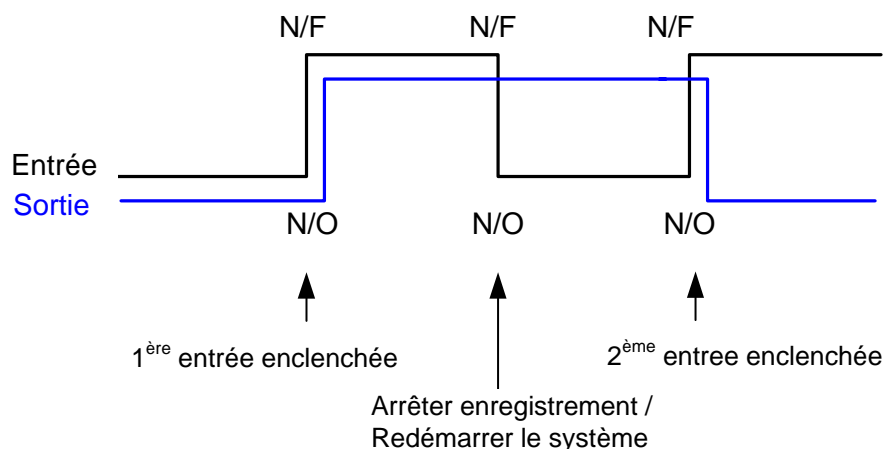 N/F N/F N/F
Entrée
Sortie
N/O N/O N/O
1ère entrée enclenchée
2ème entree enclenchée
Arrêter enregistrement /
Redémarrer le système